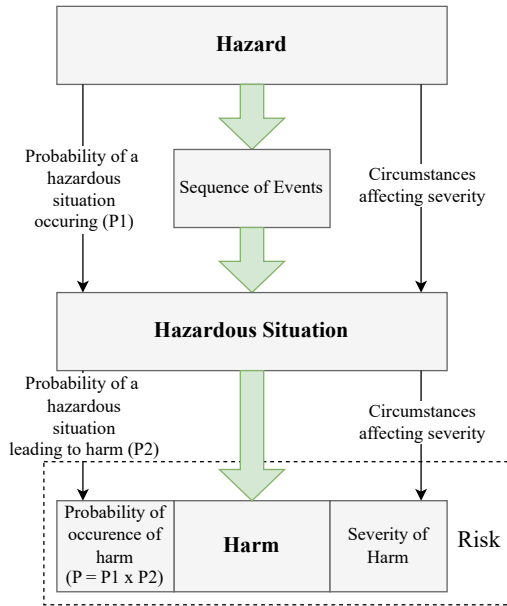 Hazard
Probability of a
hazardous
situation
occuring (P1)
Sequence of Events
Circumstances
affecting severity
Hazardous Situation
Probability of a
hazardous
situation
leading to harm (P2)
Circumstances
affecting severity
Probability of
occurence of
harm
(P = P1 x P2)
Harm
Severity of
Harm
Risk